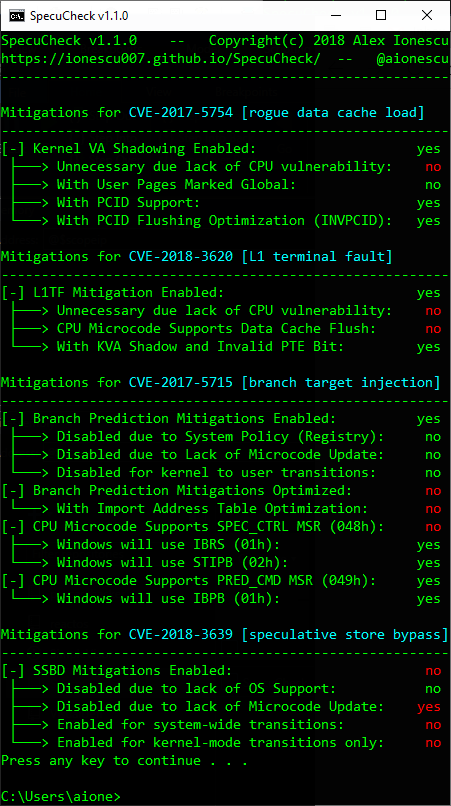 SpecuCheck v1.1.0
SpecuCheck v1.1.0    --   Copyright(c) 2018 Alex Ionescu
https://ionescu007.github.io/SpecuCheck/  --   @aionescu
--------------------------------------------------------
Mitigations for CVE-2017-5754 [rogue data cache load]
--------------------------------------------------------
[-] Kernel VA Shadowing Enabled:                    yes
 ├───> Unnecessary due lack of CPU vulnerability:    no
 ├───> With User Pages Marked Global:                no
 ├───> With PCID Support:                           yes
 └───> With PCID Flushing Optimization (INVPCID):   yes
Mitigations for CVE-2018-3620 [L1 terminal fault]
--------------------------------------------------------
[-] L1TF Mitigation Enabled:                        yes
 ├───> Unnecessary due lack of CPU vulnerability:    no
 ├───> CPU Microcode Supports Data Cache Flush:      no
 └───> With KVA Shadow and Invalid PTE Bit:         yes
Mitigations for CVE-2017-5715 [branch target injection]
--------------------------------------------------------
[-] Branch Prediction Mitigations Enabled:          yes
 ├───> Disabled due to System Policy (Registry):     no
 ├───> Disabled due to Lack of Microcode Update:     no
 └───> Disabled for kernel to user transitions:      no
[-] Branch Prediction Mitigations Optimized:         no
 └───> With Import Address Table Optimization:       no
[-] CPU Microcode Supports SPEC_CTRL MSR (048h):     no
 ├───> Windows will use IBRS (01h):                 yes
 └───> Windows will use STIPB (02h):                yes
[-] CPU Microcode Supports PRED_CMD MSR (049h):     yes
 └───> Windows will use IBPB (01h):                 yes
Mitigations for CVE-2018-3639 [speculative store bypass]
--------------------------------------------------------
[-] SSBD Mitigations Enabled:                        no
 ├───> Disabled due to lack of OS Support:           no
 ├───> Disabled due to lack of Microcode Update:    yes
 ├───> Enabled for system-wide transitions:          no
 └───> Enabled for kernel-mode transitions only:     no
Press any key to continue . . .
C:\Users\aione>